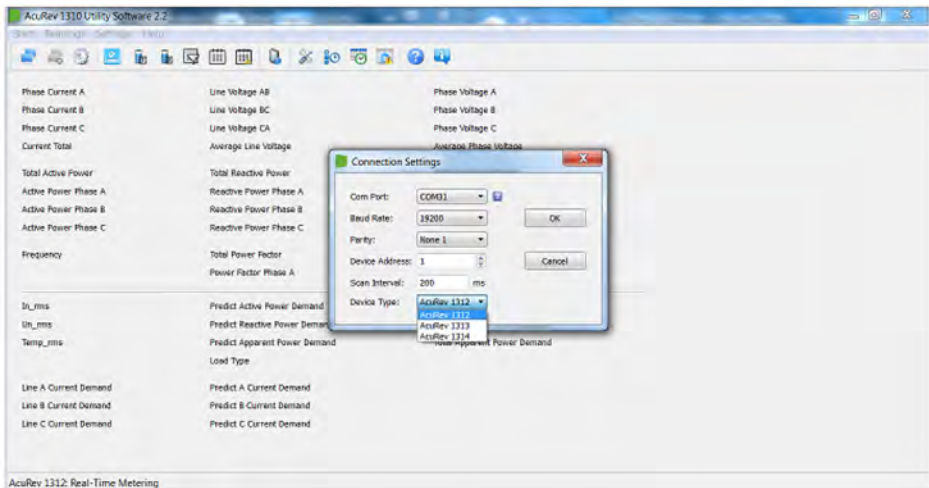 AcuRev 1310 Utility Software 2.2
Readings Settings Help
Phase Current A Line Voltage AB Phase Voltage A
Phase Current B Line Voltage BC Phase Voltage B
Phase Current C Line Voltage CA Phase Voltage C
Current Total Average Line Voltage Average Phase Voltage
Total Active Power Total Reactive Power
Active Power Phase A Reactive Power Phase A
Active Power Phase B Reactive Power Phase B
Active Power Phase C Reactive Power Phase C
Frequency Total Power Factor
Power Factor Phase A
In_rms Predict Active Power Demand
Un_rms Predict Reactive Power Deman
Temp_rms Predict Apparent Power Demand Total Apparent Power Demand
Load Type
Line A Current Demand Predict A Current Demand
Line B Current Demand Predict B Current Demand
Line C Current Demand Predict C Current Demand
Connection Settings
Com Port: COM31
Baud Rate: 19200 OK
Parity: None 1
Device Address: 1 Cancel
Scan Interval: 200 ms
Device Type: AcuRev 1312
AcuRev 1312
AcuRev 1313
AcuRev 1314
AcuRev 1312: Real-Time Metering